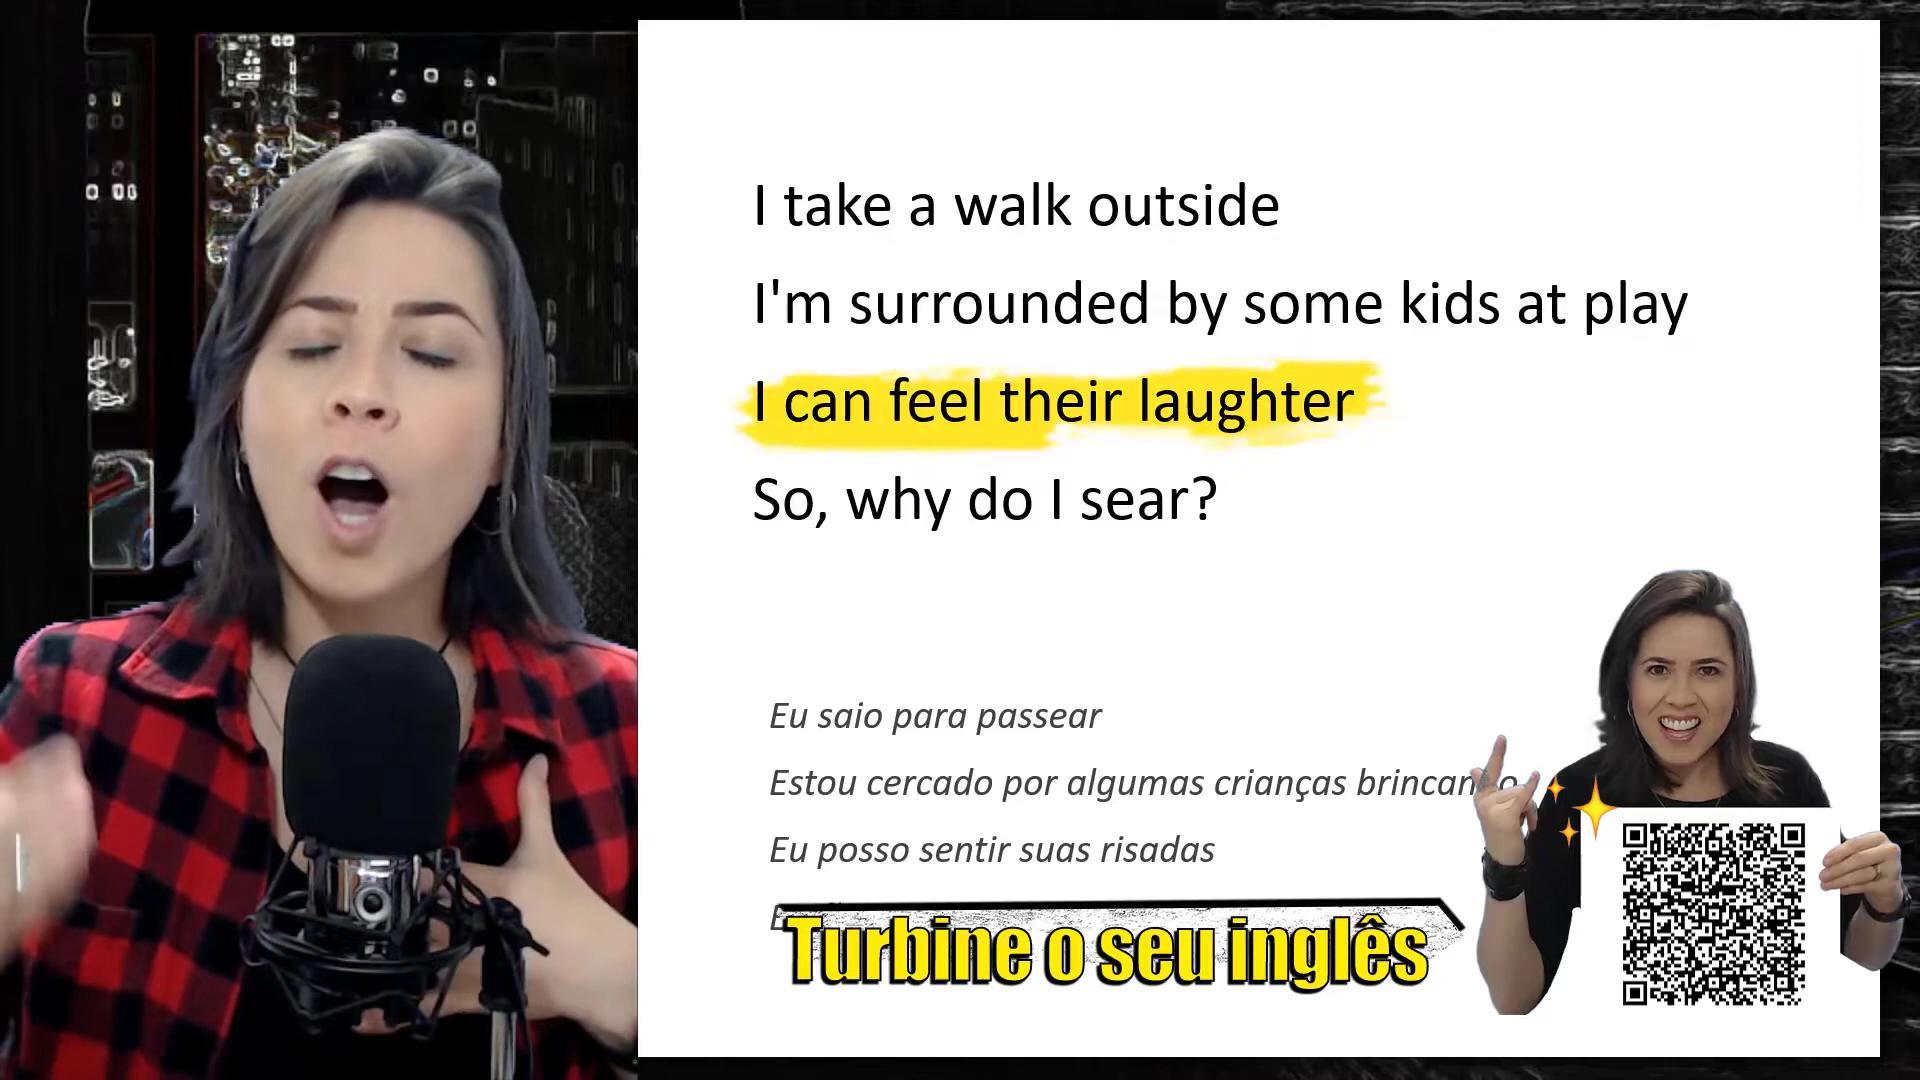 I take a walk outside
I'm surrounded by some kids at play
I can feel their laughter
So, why do I sear?
Eu saio para passear
Estou cercado por algumas crianças brincando
Eu posso sentir suas risadas
Turbine o seu inglês